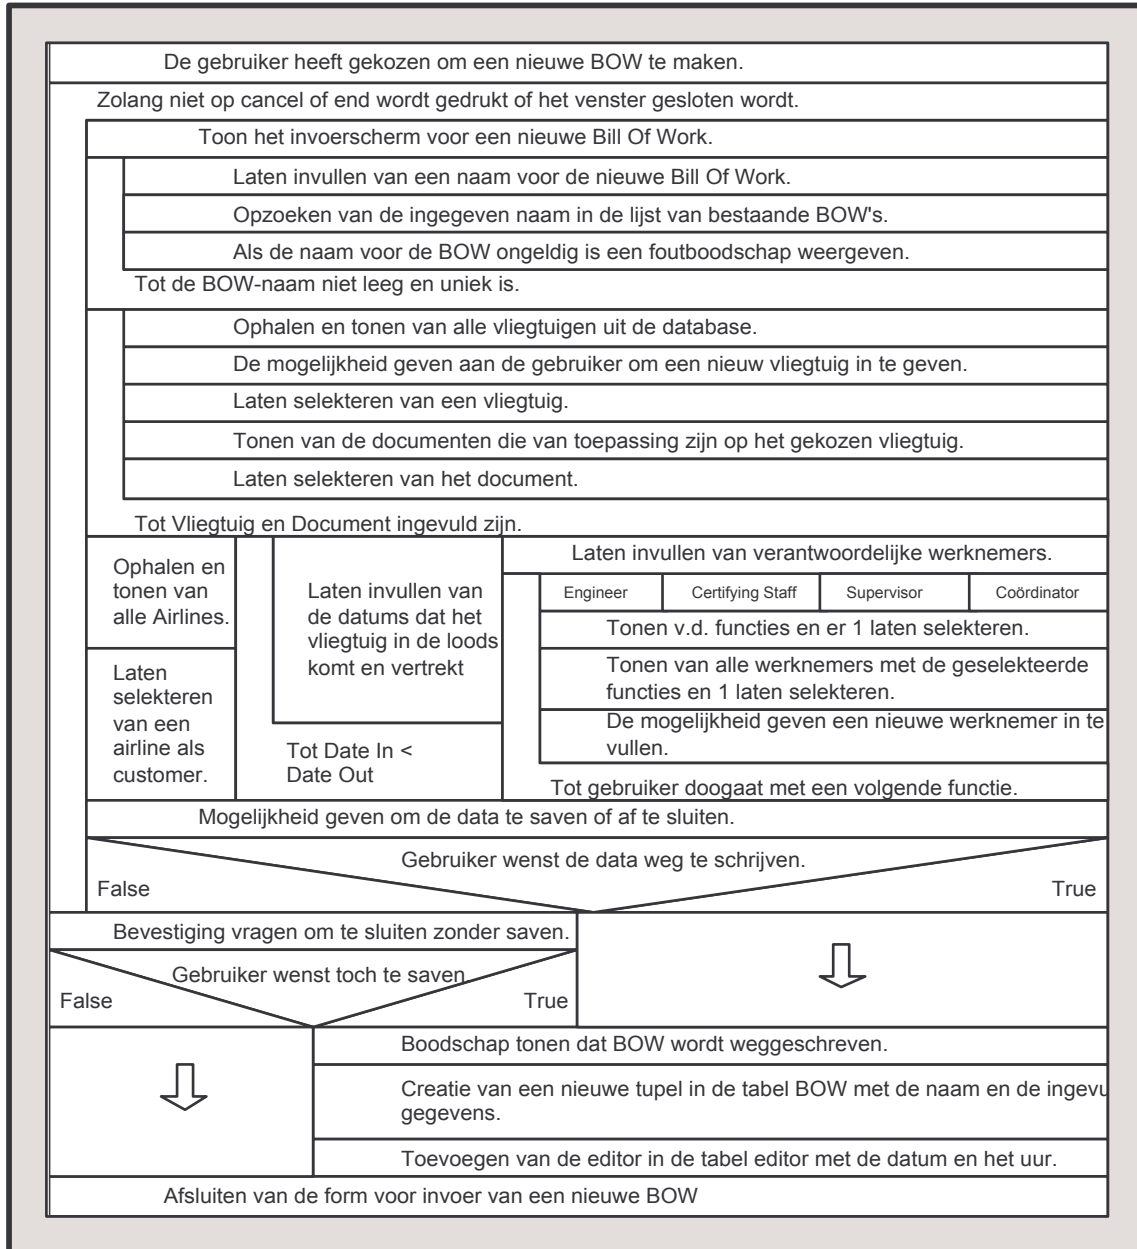 De gebruiker heeft gekozen om een nieuwe BOW te maken.
Zolang niet op cancel of end wordt gedrukt of het venster gesloten wordt.
Toon het invoerscherm voor een nieuwe Bill Of Work.
Laten invullen van een naam voor de nieuwe Bill Of Work.
Opzoeken van de ingegeven naam in de lijst van bestaande BOW's.
Als de naam voor de BOW ongeldig is een foutboodschap weergeven.
Tot de BOW-naam niet leeg en uniek is.
Ophalen en tonen van alle vliegtuigen uit de database.
De mogelijkheid geven aan de gebruiker om een nieuw vliegtuig in te geven.
Laten selekteren van een vliegtuig.
Tonen van de documenten die van toepassing zijn op het gekozen vliegtuig.
Laten selekteren van het document.
Tot Vliegtuig en Document ingevuld zijn.
Ophalen en
tonen van
alle Airlines.
Laten
selekteren
van een
airline als
customer.
Laten invullen van
de datums dat het
vliegtuig in de loods
komt en vertrekt
Tot Date In <
Date Out
Laten invullen van verantwoordelijke werknemers.
Engineer
Certifying Staff
Supervisor
Coördinator
Tonen v.d. functies en er 1 laten selekteren.
Tonen van alle werknemers met de geselekteerde
functies en 1 laten selekteren.
De mogelijkheid geven een nieuwe werknemer in te
vullen.
Tot gebruiker doogaat met een volgende functie.
Mogelijkheid geven om de data te saven of af te sluiten.
Gebruiker wenst de data weg te schrijven.
False
True
Bevestiging vragen om te sluiten zonder saven.
Gebruiker wenst toch te saven
False
True
Boodschap tonen dat BOW wordt weggeschreven.
Creatie van een nieuwe tupel in de tabel BOW met de naam en de ingevu
gegevens.
Toevoegen van de editor in de tabel editor met de datum en het uur.
Afsluiten van de form voor invoer van een nieuwe BOW